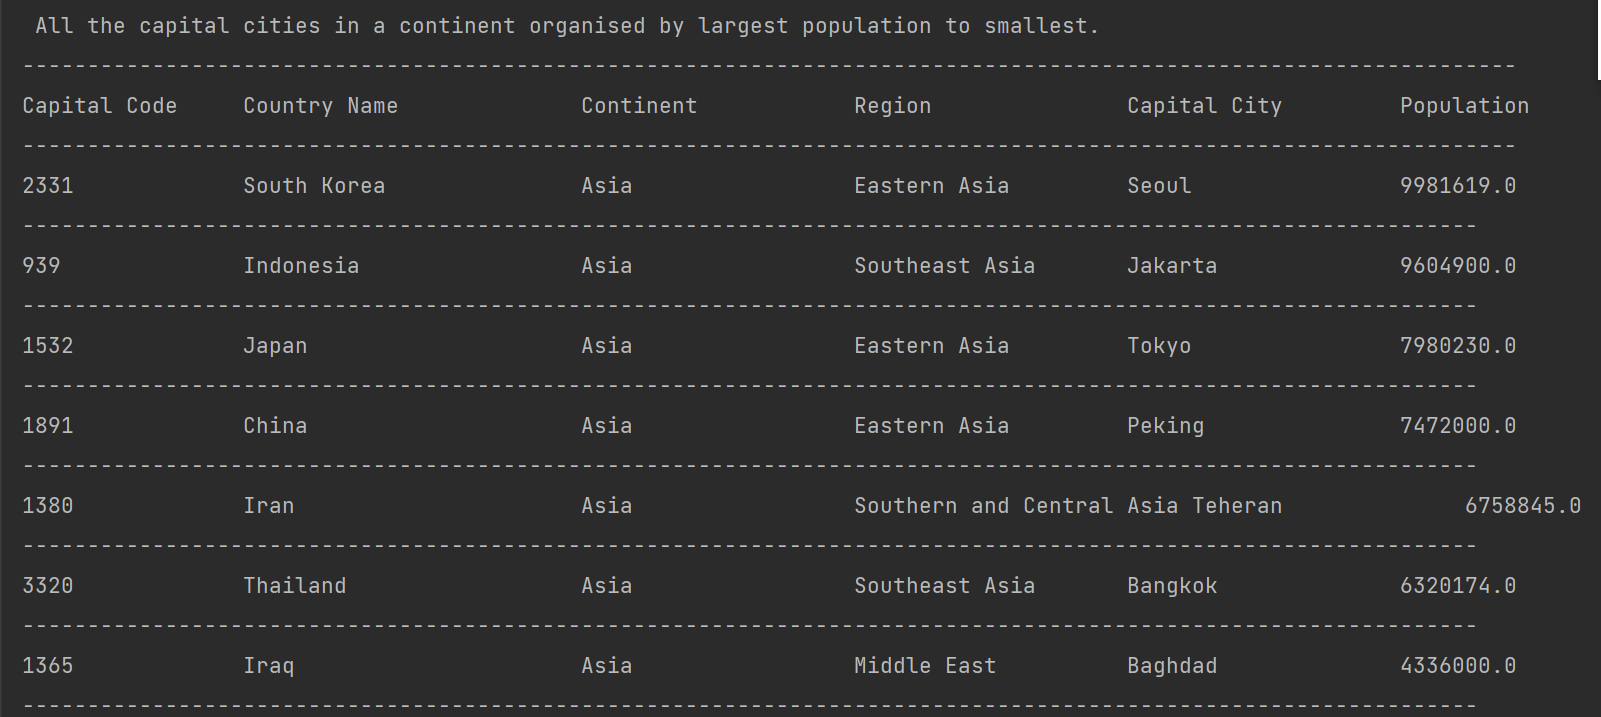 All the capital cities in a continent organised by largest population to smallest.
-------------------------------------------------------------------------------------------------------------------
Capital Code     Country Name              Continent            Region               Capital City         Population
-------------------------------------------------------------------------------------------------------------------
2331             South Korea               Asia                 Eastern Asia         Seoul                9981619.0
----------------------------------------------------------------------------------------------------------------
939              Indonesia                 Asia                 Southeast Asia       Jakarta              9604900.0
----------------------------------------------------------------------------------------------------------------
1532             Japan                     Asia                 Eastern Asia         Tokyo                7980230.0
----------------------------------------------------------------------------------------------------------------
1891             China                     Asia                 Eastern Asia         Peking               7472000.0
----------------------------------------------------------------------------------------------------------------
1380             Iran                      Asia                 Southern and Central Asia Teheran              6758845.0
----------------------------------------------------------------------------------------------------------------
3320             Thailand                  Asia                 Southeast Asia       Bangkok              6320174.0
----------------------------------------------------------------------------------------------------------------
1365             Iraq                      Asia                 Middle East          Baghdad              4336000.0
----------------------------------------------------------------------------------------------------------------